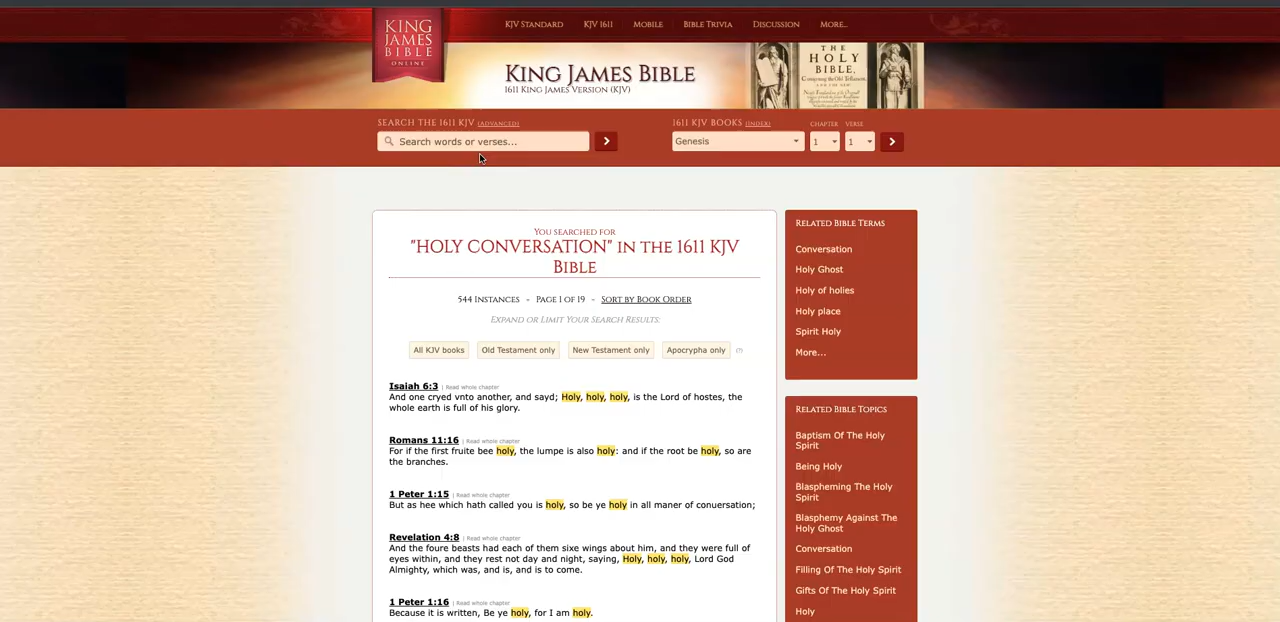 KJV STANDARD KJV 1611 MOBILE BIBLE TRIVIA DISCUSSION MORE...
KING
JAMES
BIBLE
ONLINE
KING JAMES BIBLE
1611 KING JAMES VERSION (KJV)
THE
HOLY
BIBLE,
SEARCH THE 1611 KJV (ADVANCED)
Search words or verses...
1611 KJV BOOKS (INDEX) CHAPTER VERSE
Genesis 1 1
YOU SEARCHED FOR
"HOLY CONVERSATION" IN THE 1611 KJV
BIBLE
544 INSTANCES - PAGE 1 OF 19 - SORT BY BOOK ORDER
EXPAND OR LIMIT YOUR SEARCH RESULTS:
All KJV books Old Testament only New Testament only Apocrypha only (?)
Isaiah 6:3 | Read whole chapter
And one cryed vnto another, and sayd; Holy, holy, holy, is the Lord of hostes, the
whole earth is full of his glory.
Romans 11:16 | Read whole chapter
For if the first fruite bee holy, the lumpe is also holy: and if the root be holy, so are
the branches.
1 Peter 1:15 | Read whole chapter
But as hee which hath called you is holy, so be ye holy in all maner of conuersation;
Revelation 4:8 | Read whole chapter
And the foure beasts had each of them sixe wings about him, and they were full of
eyes within, and they rest not day and night, saying, Holy, holy, holy, Lord God
Almighty, which was, and is, and is to come.
1 Peter 1:16 | Read whole chapter
Because it is written, Be ye holy, for I am holy.
RELATED BIBLE TERMS
Conversation
Holy Ghost
Holy of holies
Holy place
Spirit Holy
More...
RELATED BIBLE TOPICS
Baptism Of The Holy
Spirit
Being Holy
Blaspheming The Holy
Spirit
Blasphemy Against The
Holy Ghost
Conversation
Filling Of The Holy Spirit
Gifts Of The Holy Spirit
Holy